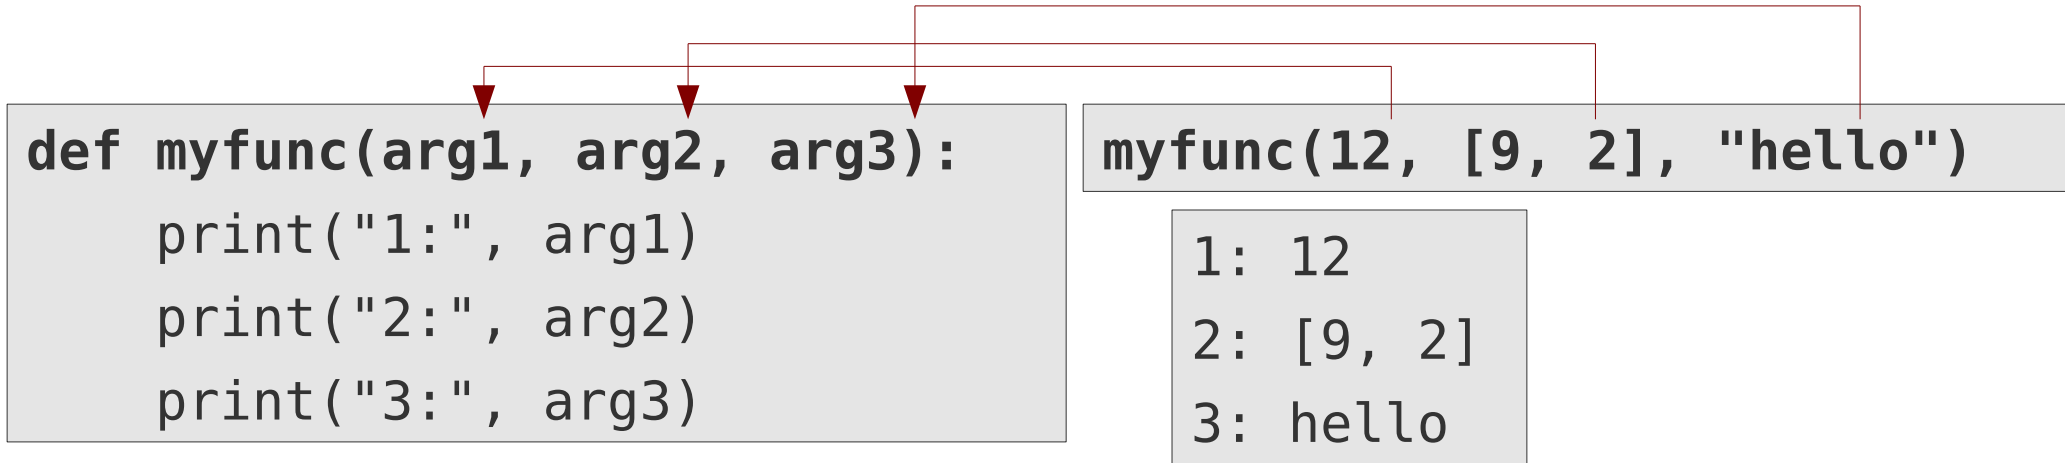 def myfunc(arg1, arg2, arg3):
    print("1:", arg1)
    print("2:", arg2)
    print("3:", arg3)
myfunc(12, [9, 2], "hello")
1: 12
2: [9, 2]
3: hello